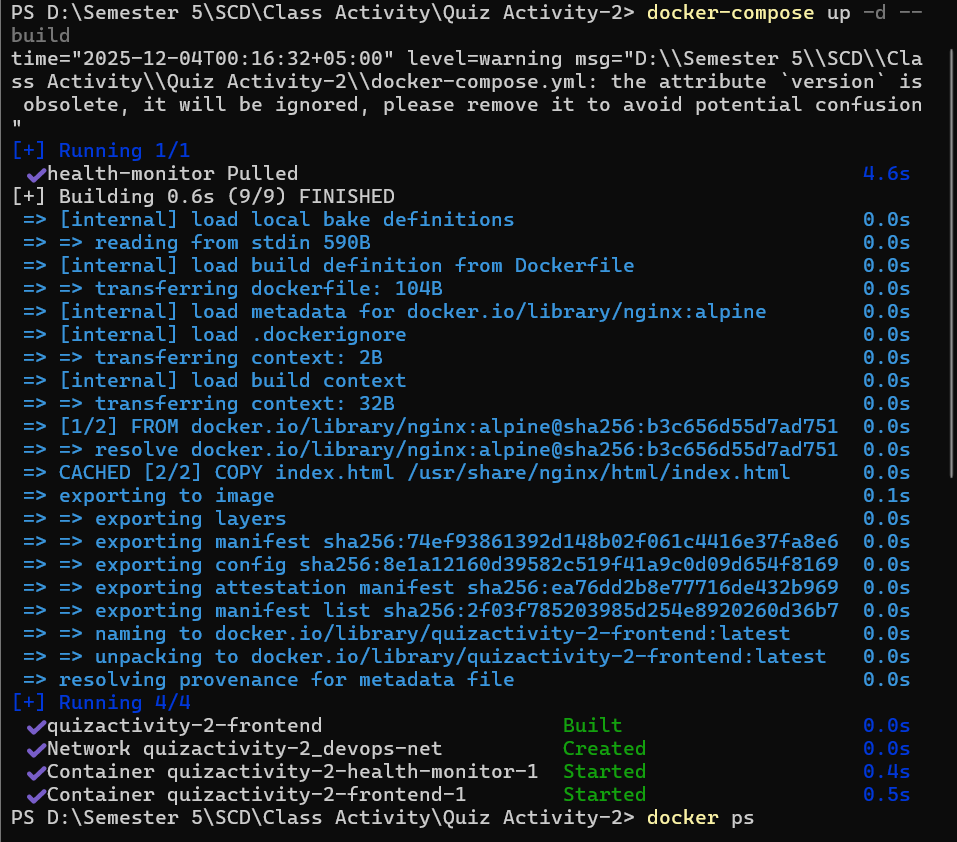 PS D:\Semester 5\SCD\Class Activity\Quiz Activity-2> docker-compose up -d --
build
time="2025-12-04T00:16:32+05:00" level=warning msg="D:\\Semester 5\\SCD\\Cla
ss Activity\\Quiz Activity-2\\docker-compose.yml: the attribute `version` is
 obsolete, it will be ignored, please remove it to avoid potential confusion
"
[+] Running 1/1
 ✔health-monitor Pulled 4.6s
[+] Building 0.6s (9/9) FINISHED
 => [internal] load local bake definitions 0.0s
 => => reading from stdin 590B 0.0s
 => [internal] load build definition from Dockerfile 0.0s
 => => transferring dockerfile: 104B 0.0s
 => [internal] load metadata for docker.io/library/nginx:alpine 0.0s
 => [internal] load .dockerignore 0.0s
 => => transferring context: 2B 0.0s
 => [internal] load build context 0.0s
 => => transferring context: 32B 0.0s
 => [1/2] FROM docker.io/library/nginx:alpine@sha256:b3c656d55d7ad751 0.0s
 => => resolve docker.io/library/nginx:alpine@sha256:b3c656d55d7ad751 0.0s
 => CACHED [2/2] COPY index.html /usr/share/nginx/html/index.html 0.0s
 => exporting to image 0.1s
 => => exporting layers 0.0s
 => => exporting manifest sha256:74ef93861392d148b02f061c4416e37fa8e6 0.0s
 => => exporting config sha256:8e1a12160d39582c519f41a9c0d09d654f8169 0.0s
 => => exporting attestation manifest sha256:ea76dd2b8e77716de432b969 0.0s
 => => exporting manifest list sha256:2f03f785203985d254e8920260d36b7 0.0s
 => => naming to docker.io/library/quizactivity-2-frontend:latest 0.0s
 => => unpacking to docker.io/library/quizactivity-2-frontend:latest 0.0s
 => resolving provenance for metadata file 0.0s
[+] Running 4/4
 ✔quizactivity-2-frontend Built 0.0s
 ✔Network quizactivity-2_devops-net Created 0.0s
 ✔Container quizactivity-2-health-monitor-1 Started 0.4s
 ✔Container quizactivity-2-frontend-1 Started 0.5s
PS D:\Semester 5\SCD\Class Activity\Quiz Activity-2> docker ps